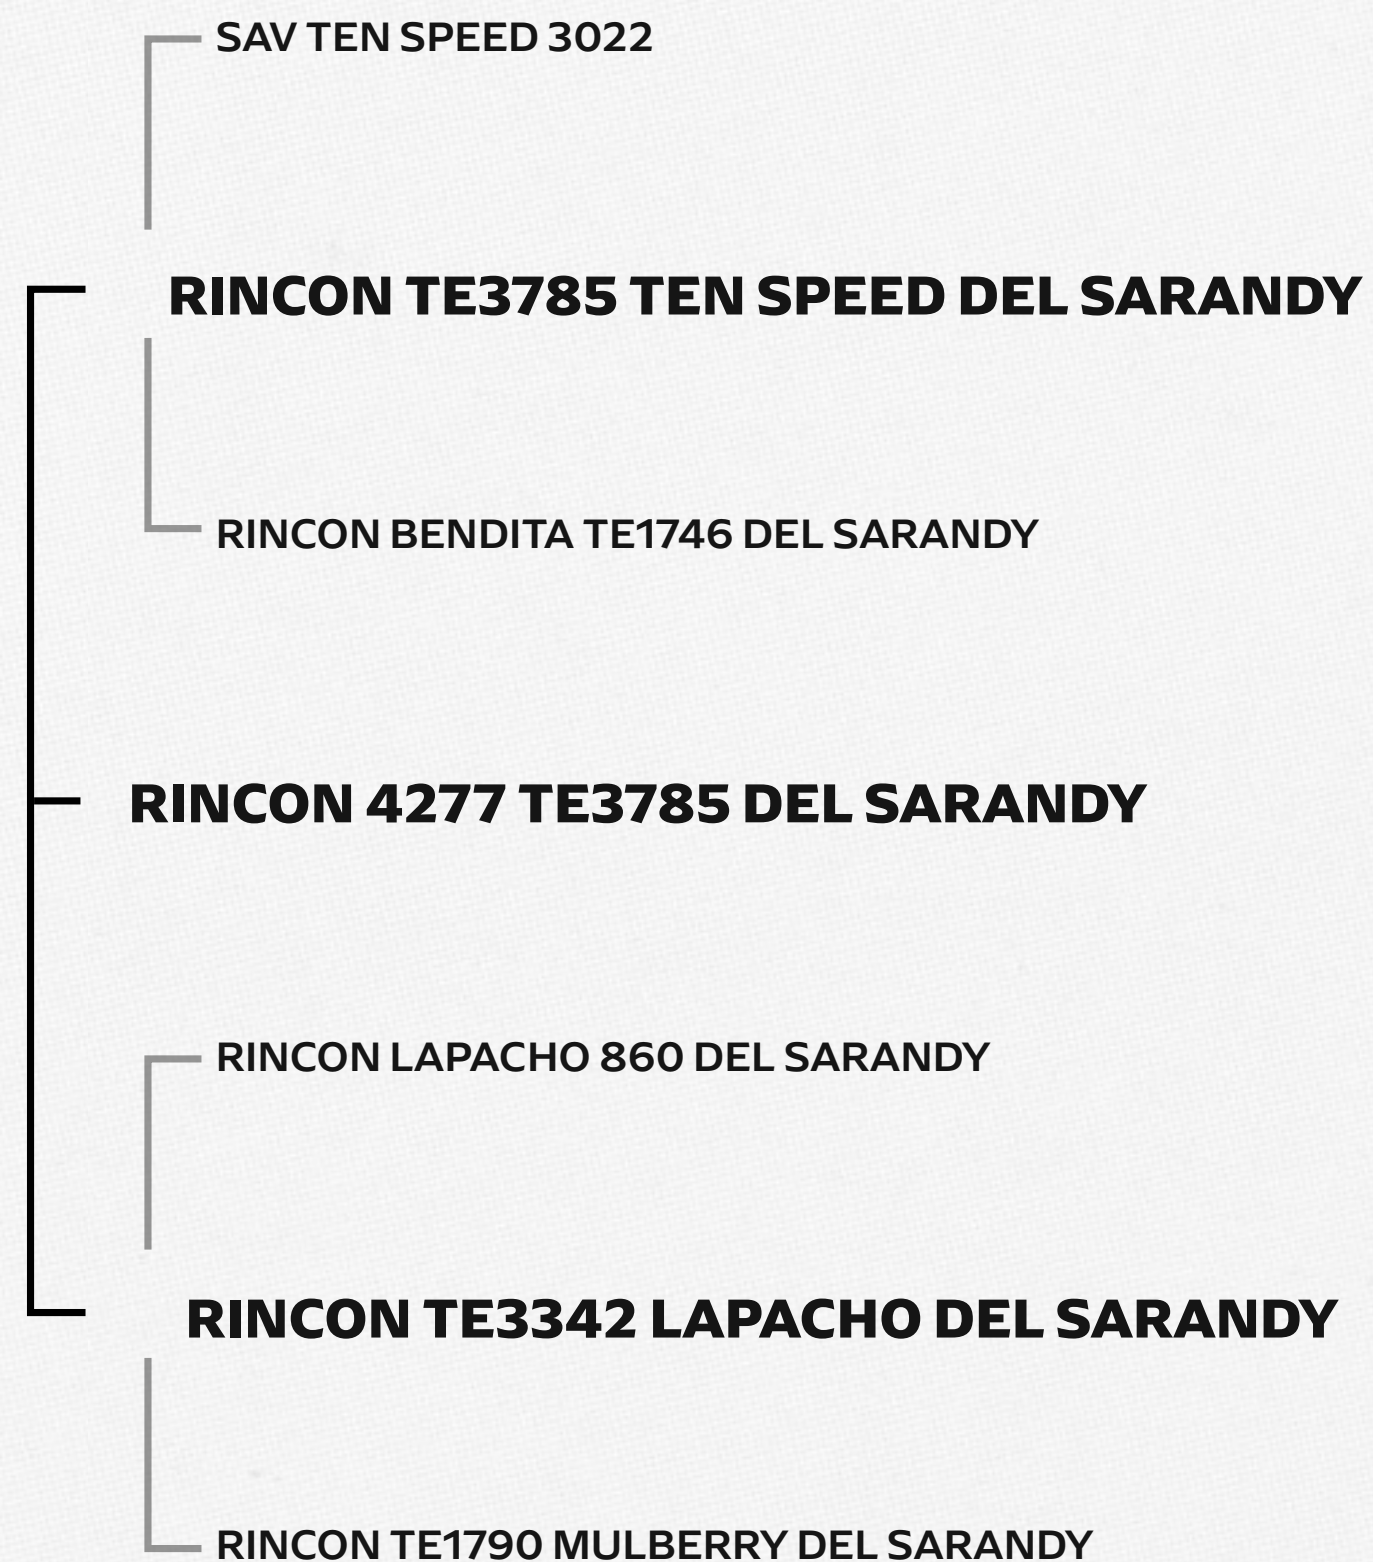 SAV TEN SPEED 3022
RINCON TE3785 TEN SPEED DEL SARANDY
RINCON BENDITA TE1746 DEL SARANDY
RINCON 4277 TE3785 DEL SARANDY
RINCON LAPACHO 860 DEL SARANDY
RINCON TE3342 LAPACHO DEL SARANDY
RINCON TE1790 MULBERRY DEL SARANDY